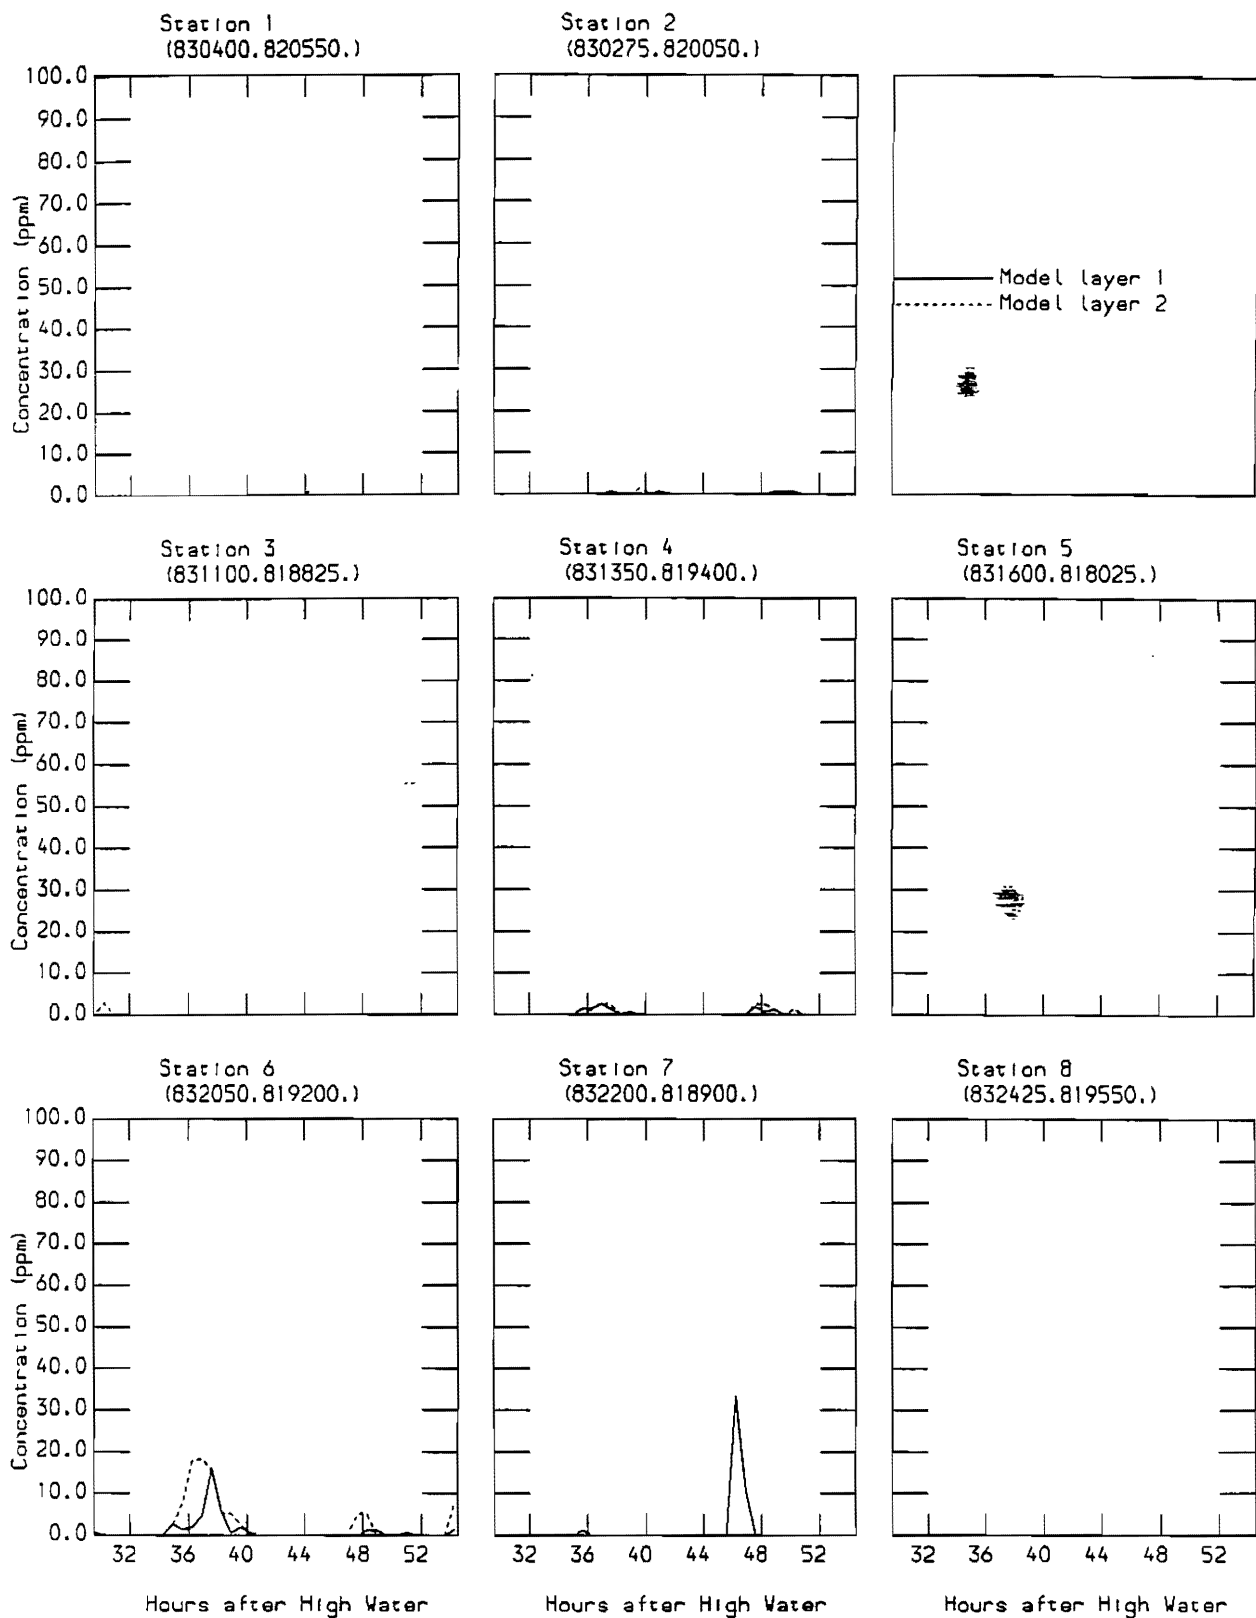 Station 1
(830400.820550.)
Station 2
(830275.820050.)
100.0
90.0
80.0
70.0
60.0
50.0
40.0
30.0
20.0
10.0
0.0
Concentration (ppm)
Model layer 1
Model layer 2
Station 3
(831100.818825.)
Station 4
(831350.819400.)
Station 5
(831600.818025.)
100.0
90.0
80.0
70.0
60.0
50.0
40.0
30.0
20.0
10.0
0.0
Concentration (ppm)
Station 6
(832050.819200.)
Station 7
(832200.818900.)
Station 8
(832425.819550.)
100.0
90.0
80.0
70.0
60.0
50.0
40.0
30.0
20.0
10.0
0.0
Concentration (ppm)
32 36 40 44 48 52
32 36 40 44 48 52
32 36 40 44 48 52
Hours after High Water
Hours after High Water
Hours after High Water